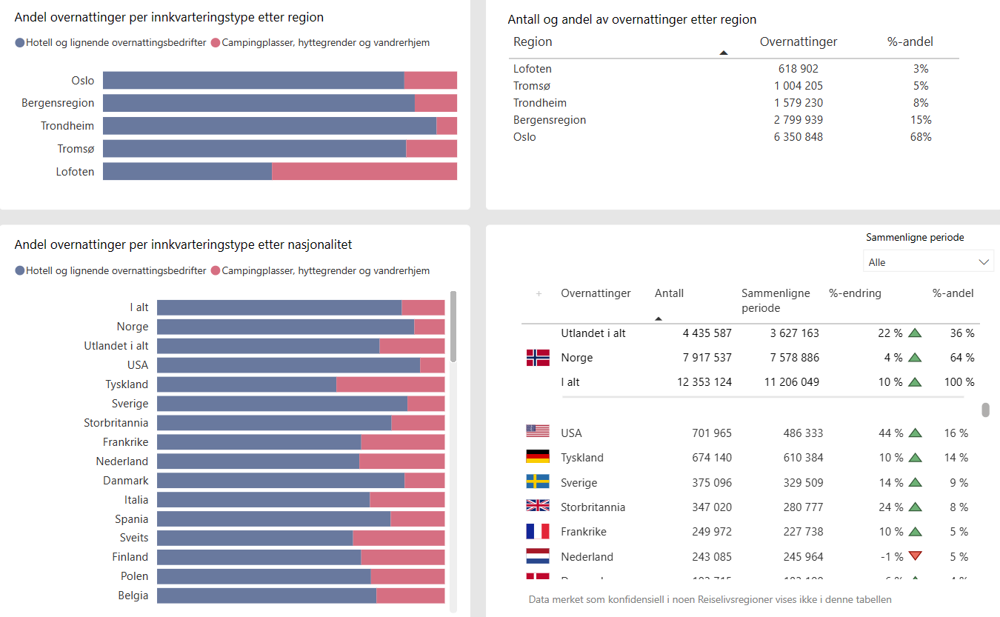 Andel overnattinger per innkvarteringstype etter region
Hotell og lignende overnattingsbedrifter Campingplasser, hyttegrender og vandrerhjem
Oslo
Bergensregion
Trondheim
Tromsø
Lofoten
Antall og andel av overnattinger etter region
Region Overnattinger %-andel
Lofoten 618 902 3%
Tromsø 1 004 205 5%
Trondheim 1 579 230 8%
Bergensregion 2 799 939 15%
Oslo 6 350 848 68%
Andel overnattinger per innkvarteringstype etter nasjonalitet
Hotell og lignende overnattingsbedrifter Campingplasser, hyttegrender og vandrerhjem
I alt
Norge
Utlandet i alt
USA
Tyskland
Sverige
Storbritannia
Frankrike
Nederland
Danmark
Italia
Spania
Sveits
Finland
Polen
Belgia
Sammenligne periode
Alle
+ Overnattinger Antall Sammenligne %-endring %-andel
periode
Utlandet i alt 4 435 587 3 627 163 22 % 36 %
Norge 7 917 537 7 578 886 4 % 64 %
I alt 12 353 124 11 206 049 10 % 100 %
USA 701 965 486 333 44 % 16 %
Tyskland 674 140 610 384 10 % 14 %
Sverige 375 096 329 509 14 % 9 %
Storbritannia 347 020 280 777 24 % 8 %
Frankrike 249 972 227 738 10 % 5 %
Nederland 243 085 245 964 -1 % 5 %
Data merket som konfidensiell i noen Reiselivsregioner vises ikke i denne tabellen